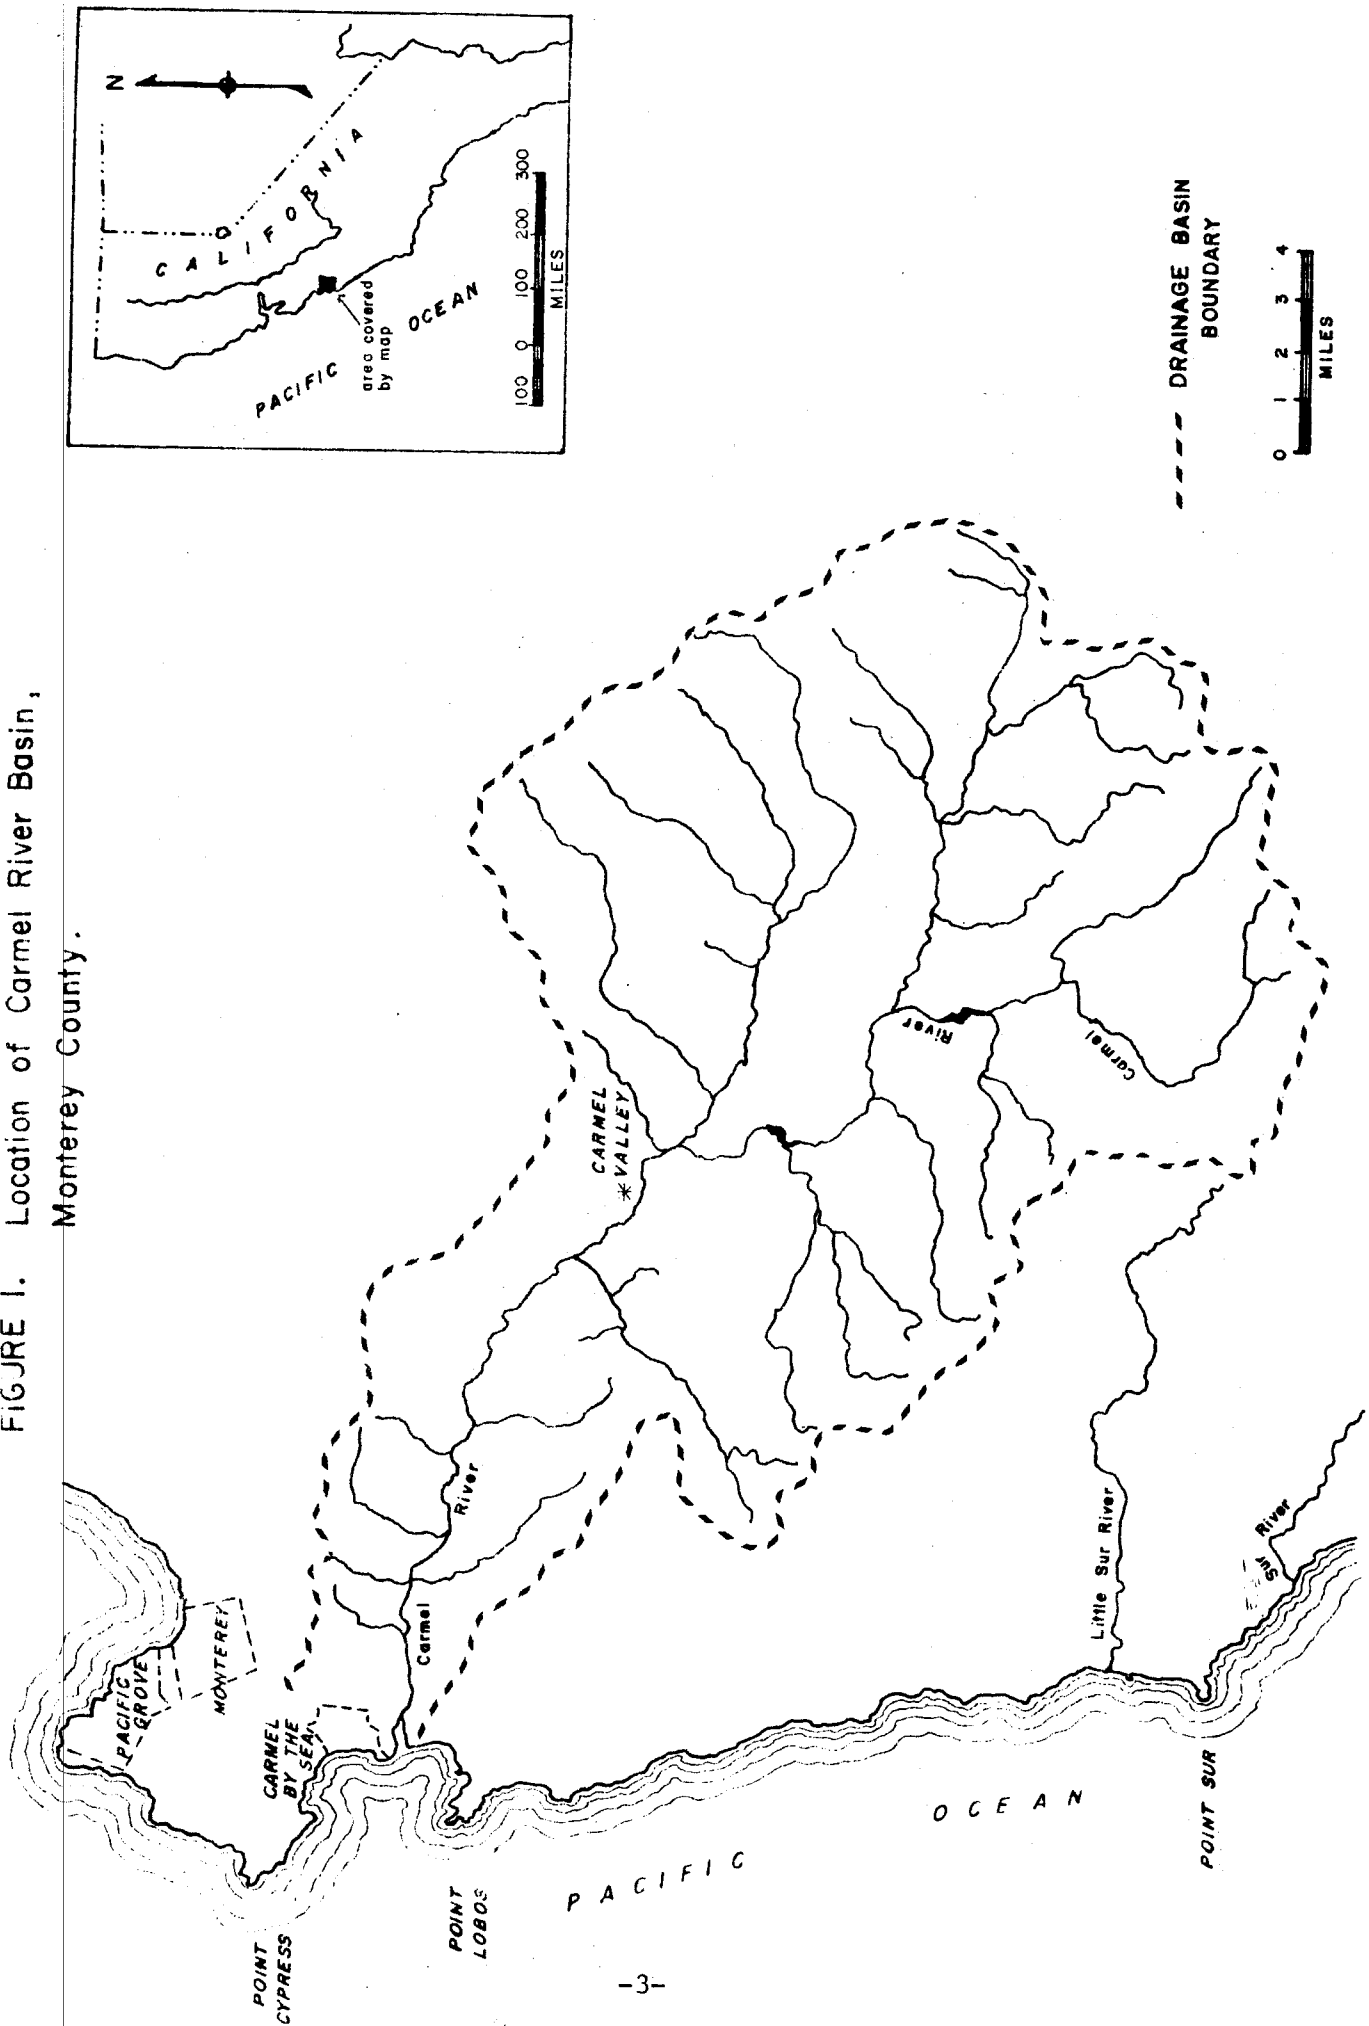 FIGURE 1. Location of Carmel River Basin,
Monterey County.
N
CALIFORNIA
PACIFIC OCEAN
area covered
by map
100 0 100 200 300
MILES
PACIFIC
GROVE
MONTEREY
CARMEL
BY THE
SEA
POINT
CYPRESS
POINT
LOBOS
Carmel
River
CARMEL
VALLEY
River
Carmel
Little Sur River
Sur River
POINT SUR
PACIFIC
OCEAN
DRAINAGE BASIN
BOUNDARY
0 1 2 3 4
MILES
-3-